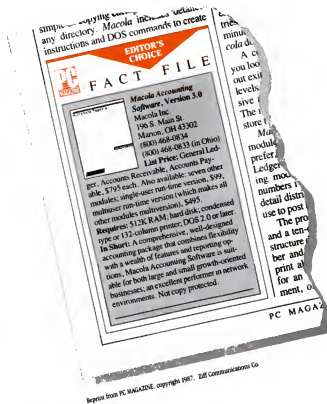 simple copying
any directory. Macola includes detailed
instructions and DOS commands to create
EDITOR'S
CHOICE
PC
MAGAZINE
FACT FILE
Macola Accounting
Software, Version 3.0
Macola Inc
196 S. Main St.
Marion, OH 43302
(800) 468-0834
(800) 468-0833 (in Ohio)
List Price: General Led-
ger, Accounts Receivable, Accounts Pay-
able, $795 each. Also available: seven other
modules, single-user run-time version, $99;
multiuser run-time version (which makes all
other modules multiversion), $495.
Requires: 512K RAM; hard disk; condensed
type or 132-column printer; DOS 2.0 or later.
In Short: A comprehensive, well-designed
accounting package that combines flexibility
with a wealth of features and reporting op-
tions, Macola Accounting Software is suit-
able for both large and small growth-oriented
businesses, an excellent performer in network
environments. Not copy protected.
minu
cola d
A c
you loo
out exit
levels,
sive
The
store
Ma
module
prefer,
Ledger
ing mod
numbers
detail distri
use to post
The pro
and a ten-
structure
ber and
print al
for an
ment, o
PC MAGAZ
Reprint from PC MAGAZINE, copyright 1987, Ziff Communications Co.